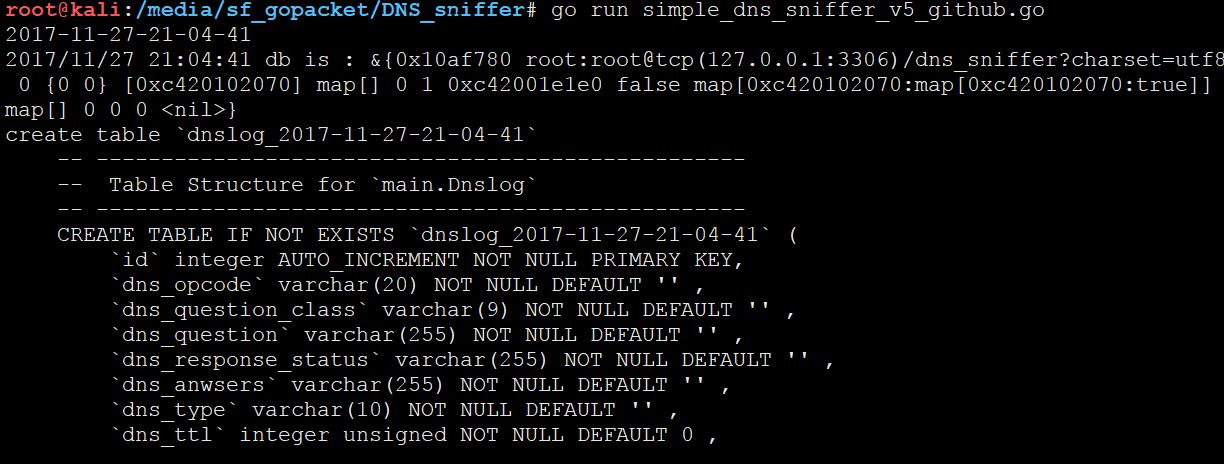 root@kali:/media/sf_gopacket/DNS_sniffer# go run simple_dns_sniffer_v5_github.go
2017-11-27-21-04-41
2017/11/27 21:04:41 db is : &{0x10af780 root:root@tcp(127.0.0.1:3306)/dns_sniffer?charset=utf8
 0 {0 0} [0xc420102070] map[] 0 1 0xc42001e1e0 false map[0xc420102070:map[0xc420102070:true]]
map[] 0 0 0 <nil>}
create table `dnslog_2017-11-27-21-04-41`
    -- --------------------------------------------------
    --  Table Structure for `main.Dnslog`
    -- --------------------------------------------------
    CREATE TABLE IF NOT EXISTS `dnslog_2017-11-27-21-04-41` (
        `id` integer AUTO_INCREMENT NOT NULL PRIMARY KEY,
        `dns_opcode` varchar(20) NOT NULL DEFAULT '' ,
        `dns_question_class` varchar(9) NOT NULL DEFAULT '' ,
        `dns_question` varchar(255) NOT NULL DEFAULT '' ,
        `dns_response_status` varchar(255) NOT NULL DEFAULT '' ,
        `dns_anwsers` varchar(255) NOT NULL DEFAULT '' ,
        `dns_type` varchar(10) NOT NULL DEFAULT '' ,
        `dns_ttl` integer unsigned NOT NULL DEFAULT 0 ,